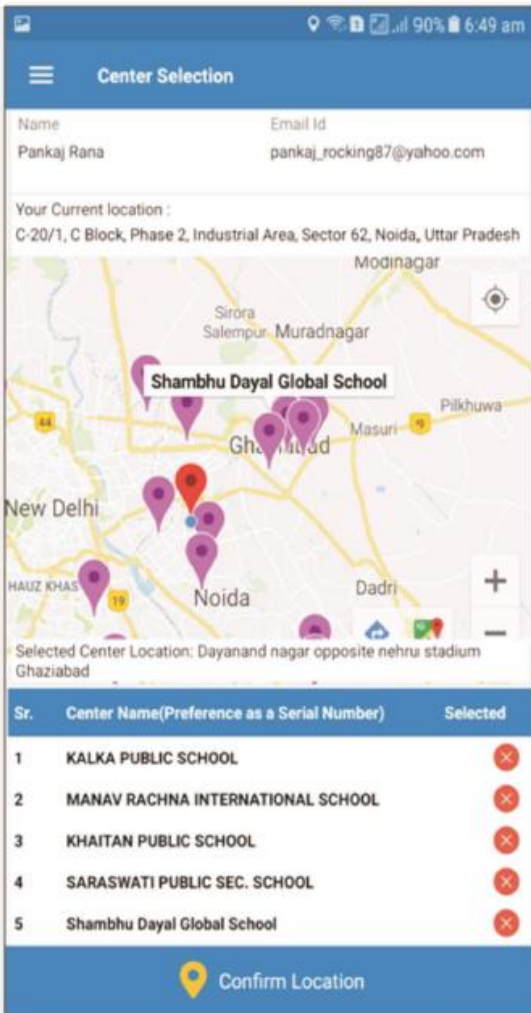 90% 6:49 am
Center Selection
Name Email Id
Pankaj Rana pankaj_rocking87@yahoo.com
Your Current location :
C-20/1, C Block, Phase 2, Industrial Area, Sector 62, Noida, Uttar Pradesh
Modinagar
Sirora
Salempur Muradnagar
Shambhu Dayal Global School
Pilkhuwa
44
Masuri 9
New Delhi
HAUZ KHAS
19
Noida
Dadri
+
−
Selected Center Location: Dayanand nagar opposite nehru stadium
Ghaziabad
Sr. Center Name(Preference as a Serial Number) Selected
1 KALKA PUBLIC SCHOOL
2 MANAV RACHNA INTERNATIONAL SCHOOL
3 KHAITAN PUBLIC SCHOOL
4 SARASWATI PUBLIC SEC. SCHOOL
5 Shambhu Dayal Global School
Confirm Location